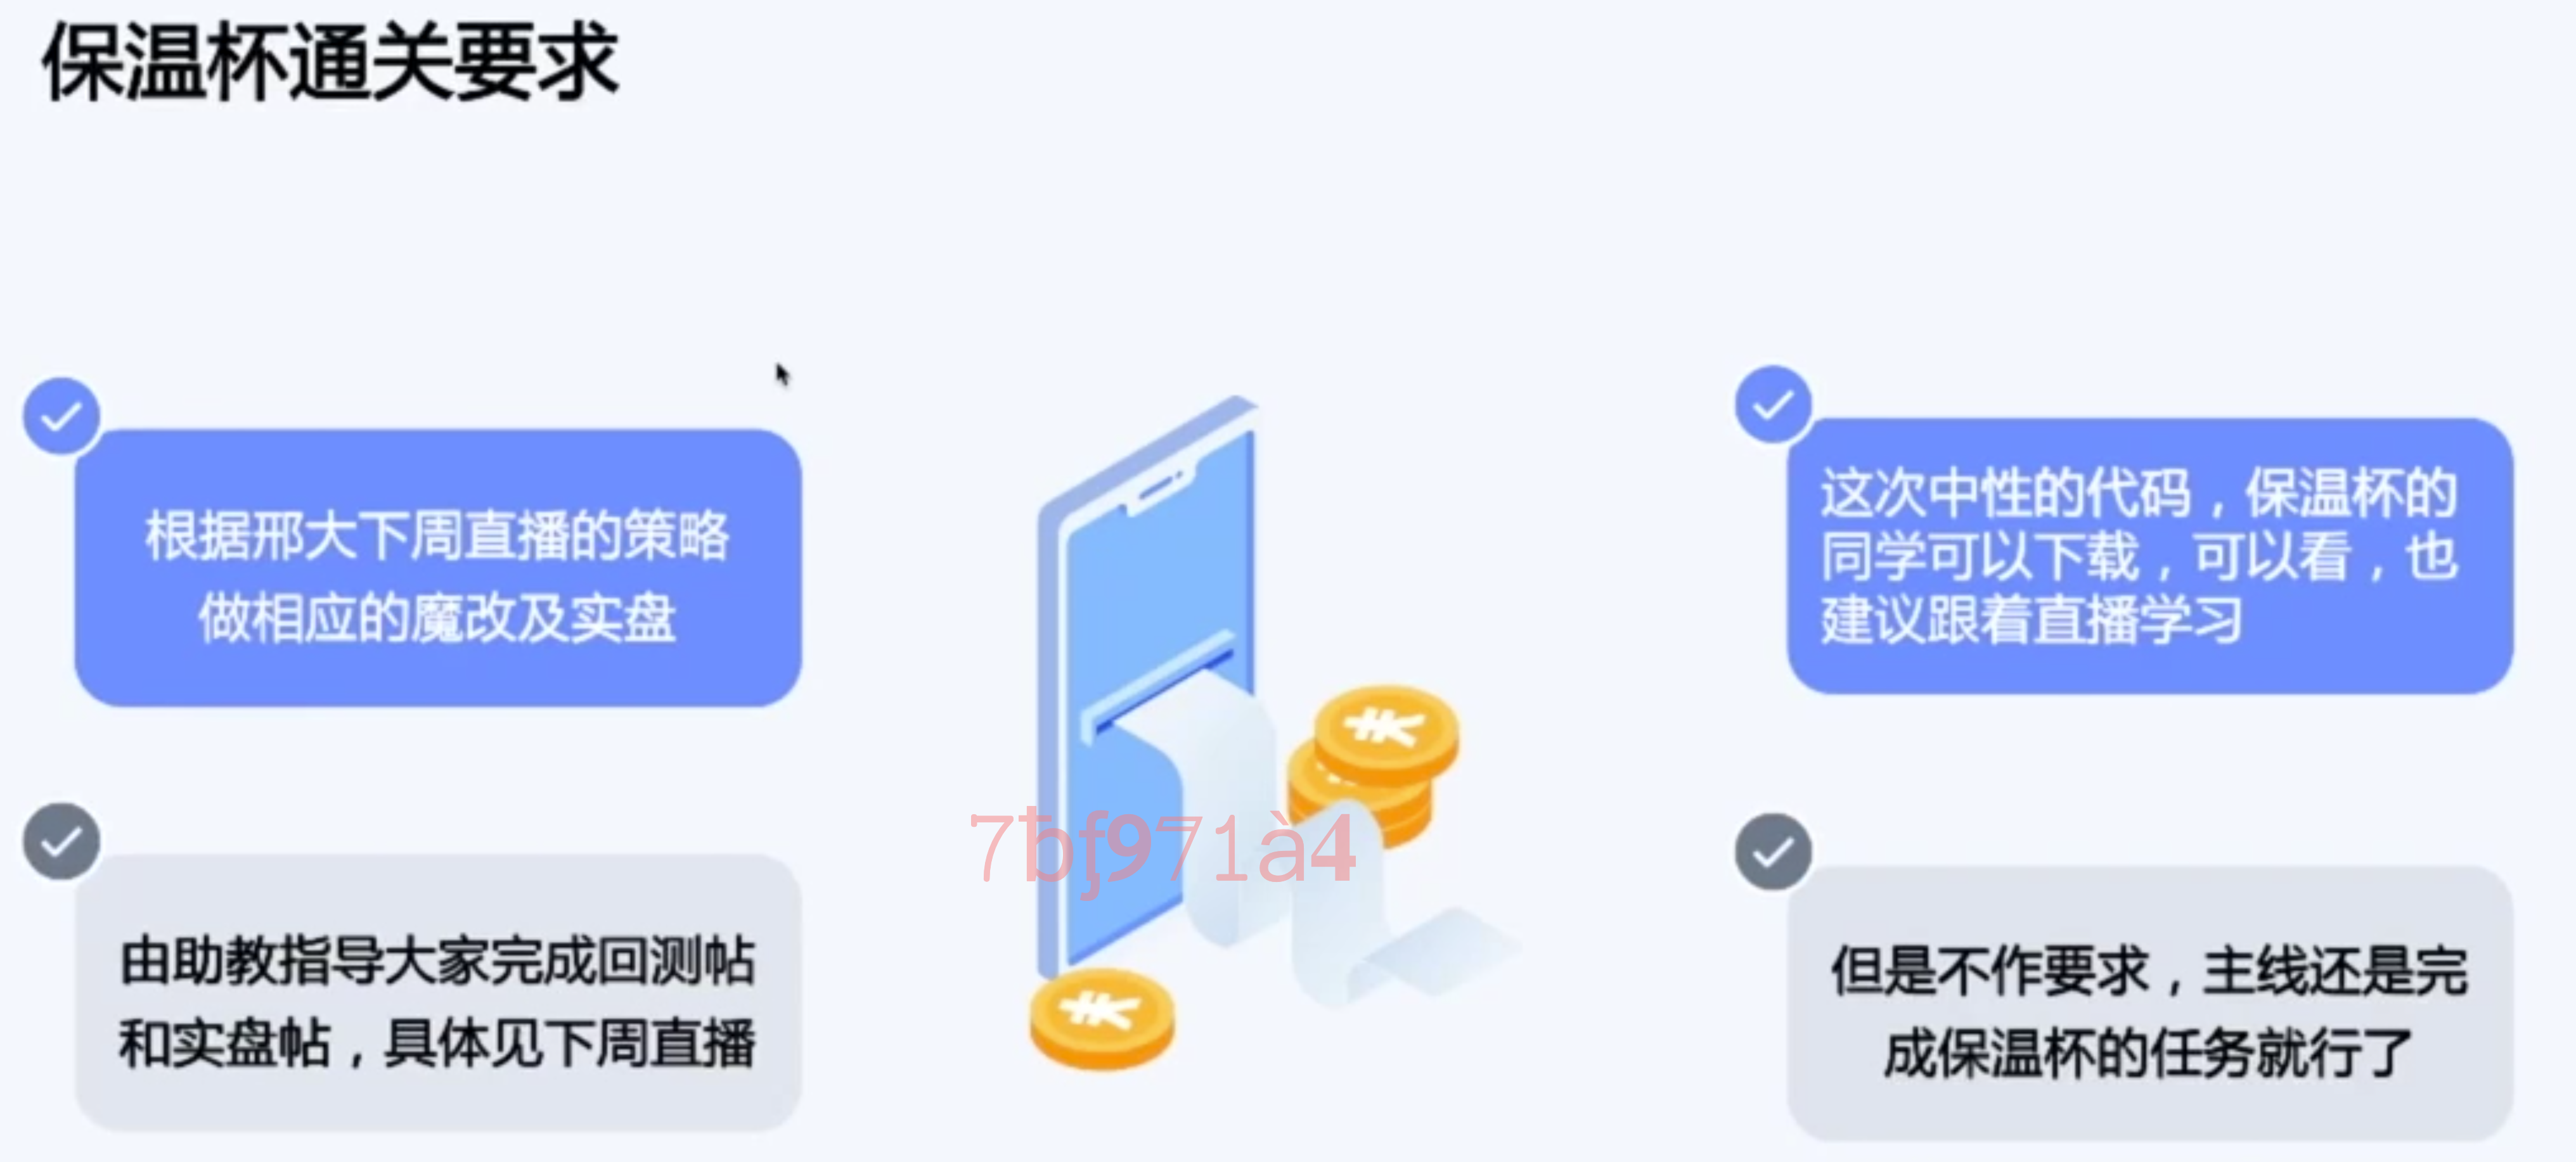 保温杯通关要求
根据邢大下周直播的策略
做相应的魔改及实盘
由助教指导大家完成回测帖
和实盘帖，具体见下周直播
这次中性的代码，保温杯的
同学可以下载，可以看，也
建议跟着直播学习
但是不作要求，主线还是完
成保温杯的任务就行了